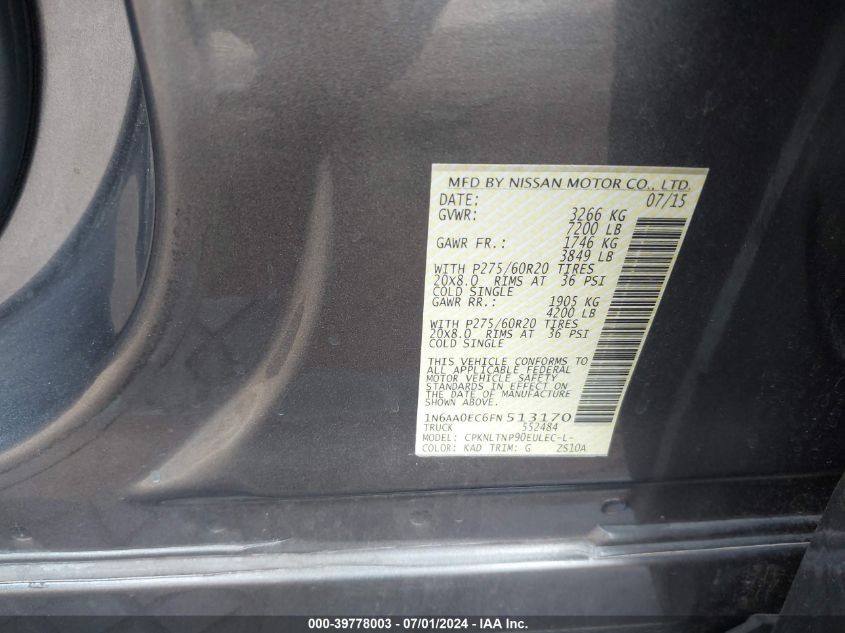 MFD BY NISSAN MOTOR CO., LTD.
DATE: 07/15
GVWR: 3266 KG
7200 LB
GAWR FR.: 1746 KG
3849 LB
WITH P275/60R20 TIRES
20X8.0 RIMS AT 36 PSI
COLD SINGLE
GAWR RR.: 1905 KG
4200 LB
WITH P275/60R20 TIRES
20X8.0 RIMS AT 36 PSI
COLD SINGLE
THIS VEHICLE CONFORMS TO
ALL APPLICABLE FEDERAL
MOTOR VEHICLE SAFETY
STANDARDS IN EFFECT ON
THE DATE OF MANUFACTURE
SHOWN ABOVE.
1N6AA0EC6FN513170
TRUCK 552484
MODEL: CPKNLTNP90EULEC-L-
COLOR: KAD TRIM: G 2S10A
000-39778003 - 07/01/2024 - IAA Inc.